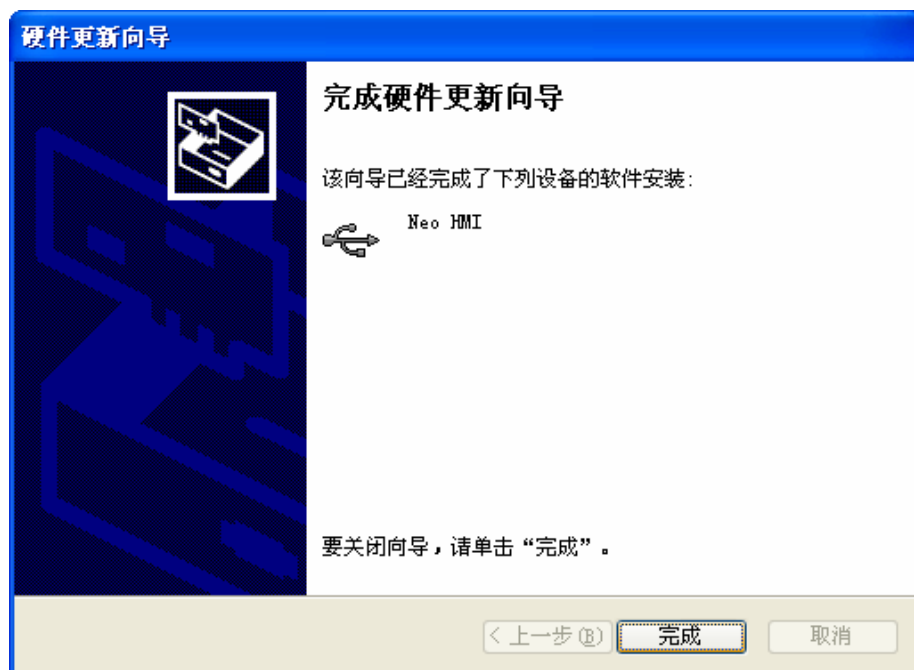 硬件更新向导
完成硬件更新向导
该向导已经完成了下列设备的软件安装:
Neo HMI
要关闭向导，请单击“完成”。
< 上一步(B)
完成
取消